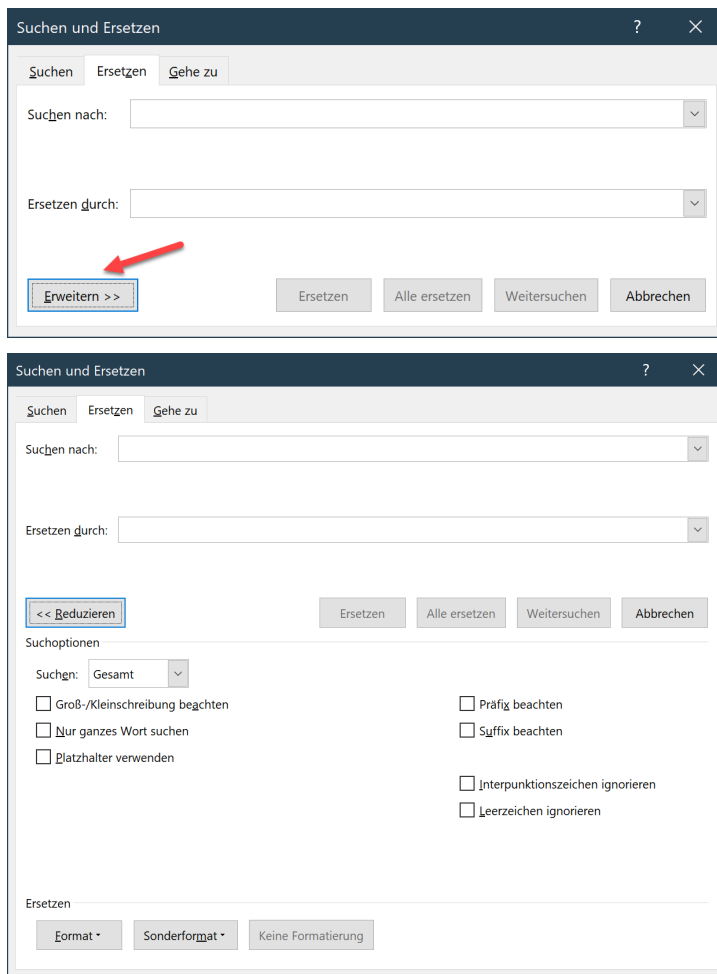 Suchen und Ersetzen ?
Suchen Ersetzen Gehe zu
Suchen nach:
Ersetzen durch:
Erweitern >> Ersetzen Alle ersetzen Weitersuchen Abbrechen
Suchen und Ersetzen ?
Suchen Ersetzen Gehe zu
Suchen nach:
Ersetzen durch:
<< Reduzieren Ersetzen Alle ersetzen Weitersuchen Abbrechen
Suchoptionen
Suchen: Gesamt
Groß-/Kleinschreibung beachten Präfix beachten
Nur ganzes Wort suchen Suffix beachten
Platzhalter verwenden
Interpunktionszeichen ignorieren
Leerzeichen ignorieren
Ersetzen
Format Sonderformat Keine Formatierung